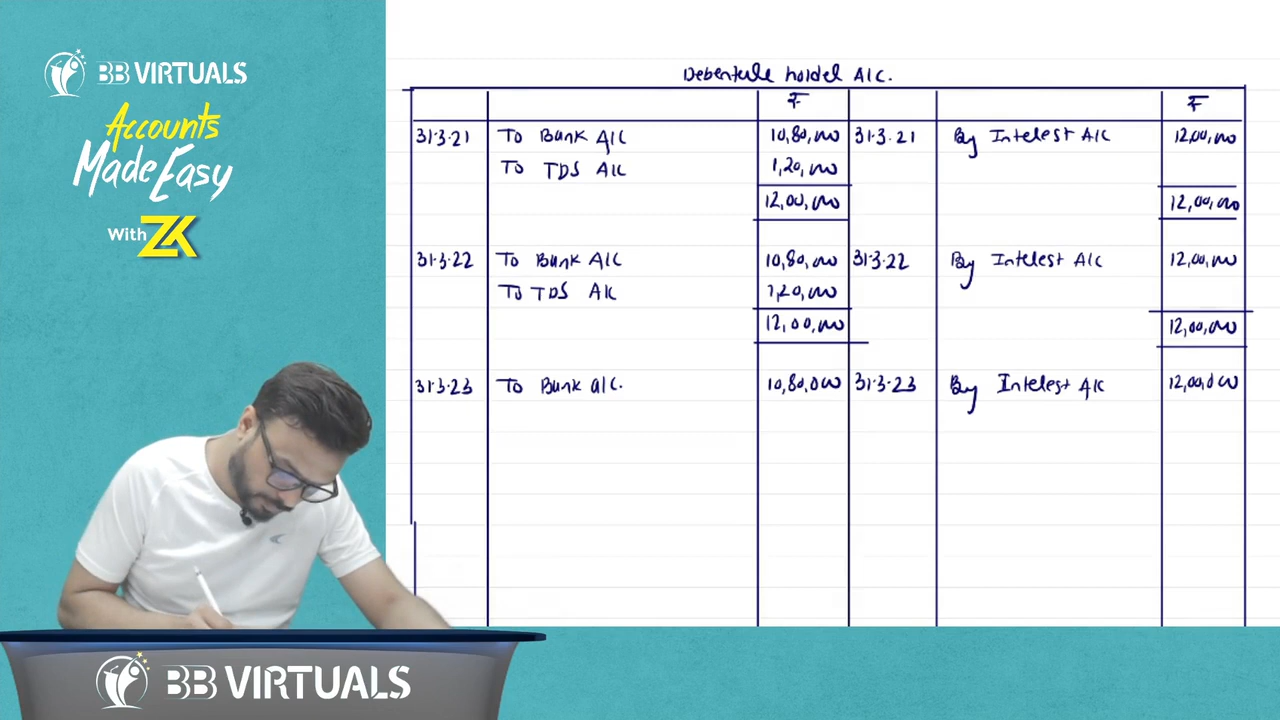 BB VIRTUALS
Accounts
Made Easy
With ZK
Debenture holder A/c.
₹ ₹
31.3.21 To Bank A/C 10,80,000 31.3.21 By Interest A/C 12,00,000
To TDS A/C 1,20,000
12,00,000 12,00,000
31.3.22 To Bank A/C 10,80,000 31.3.22 By Interest A/C 12,00,000
To TDS A/C 1,20,000
12,00,000 12,00,000
31.3.23 To Bank a/c. 10,80,000 31.3.23 By Interest A/C 12,00,000
BB VIRTUALS